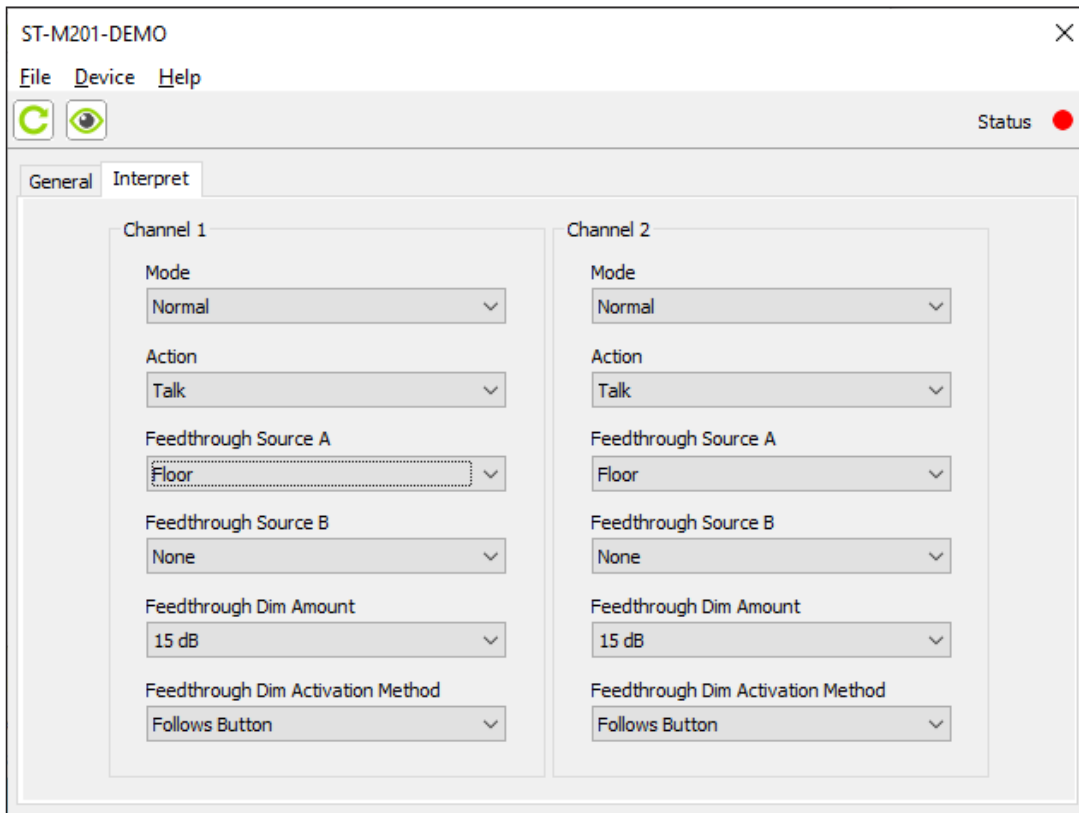 ST-M201-DEMO
File Device Help
Status
General Interpret
Channel 1
Mode
Normal
Action
Talk
Feedthrough Source A
Floor
Feedthrough Source B
None
Feedthrough Dim Amount
15 dB
Feedthrough Dim Activation Method
Follows Button
Channel 2
Mode
Normal
Action
Talk
Feedthrough Source A
Floor
Feedthrough Source B
None
Feedthrough Dim Amount
15 dB
Feedthrough Dim Activation Method
Follows Button